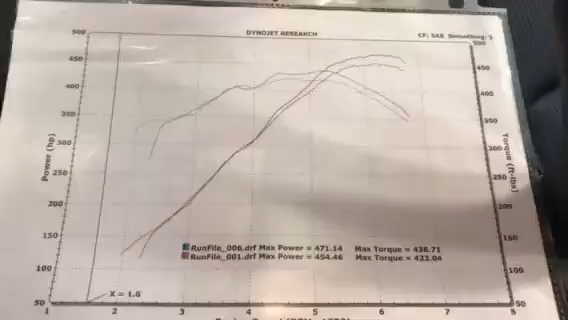 DYNOJET RESEARCH
CF: SAE Smoothing: 5
500
450
400
350
300
250
200
150
100
50
Power (hp)
500
450
400
350
300
250
200
150
100
50
Torque (ft-lbs)
RunFile_006.drf Max Power = 471.14 Max Torque = 438.71
RunFile_001.drf Max Power = 454.46 Max Torque = 423.04
X = 1.6
1 2 3 4 5 6 7 8